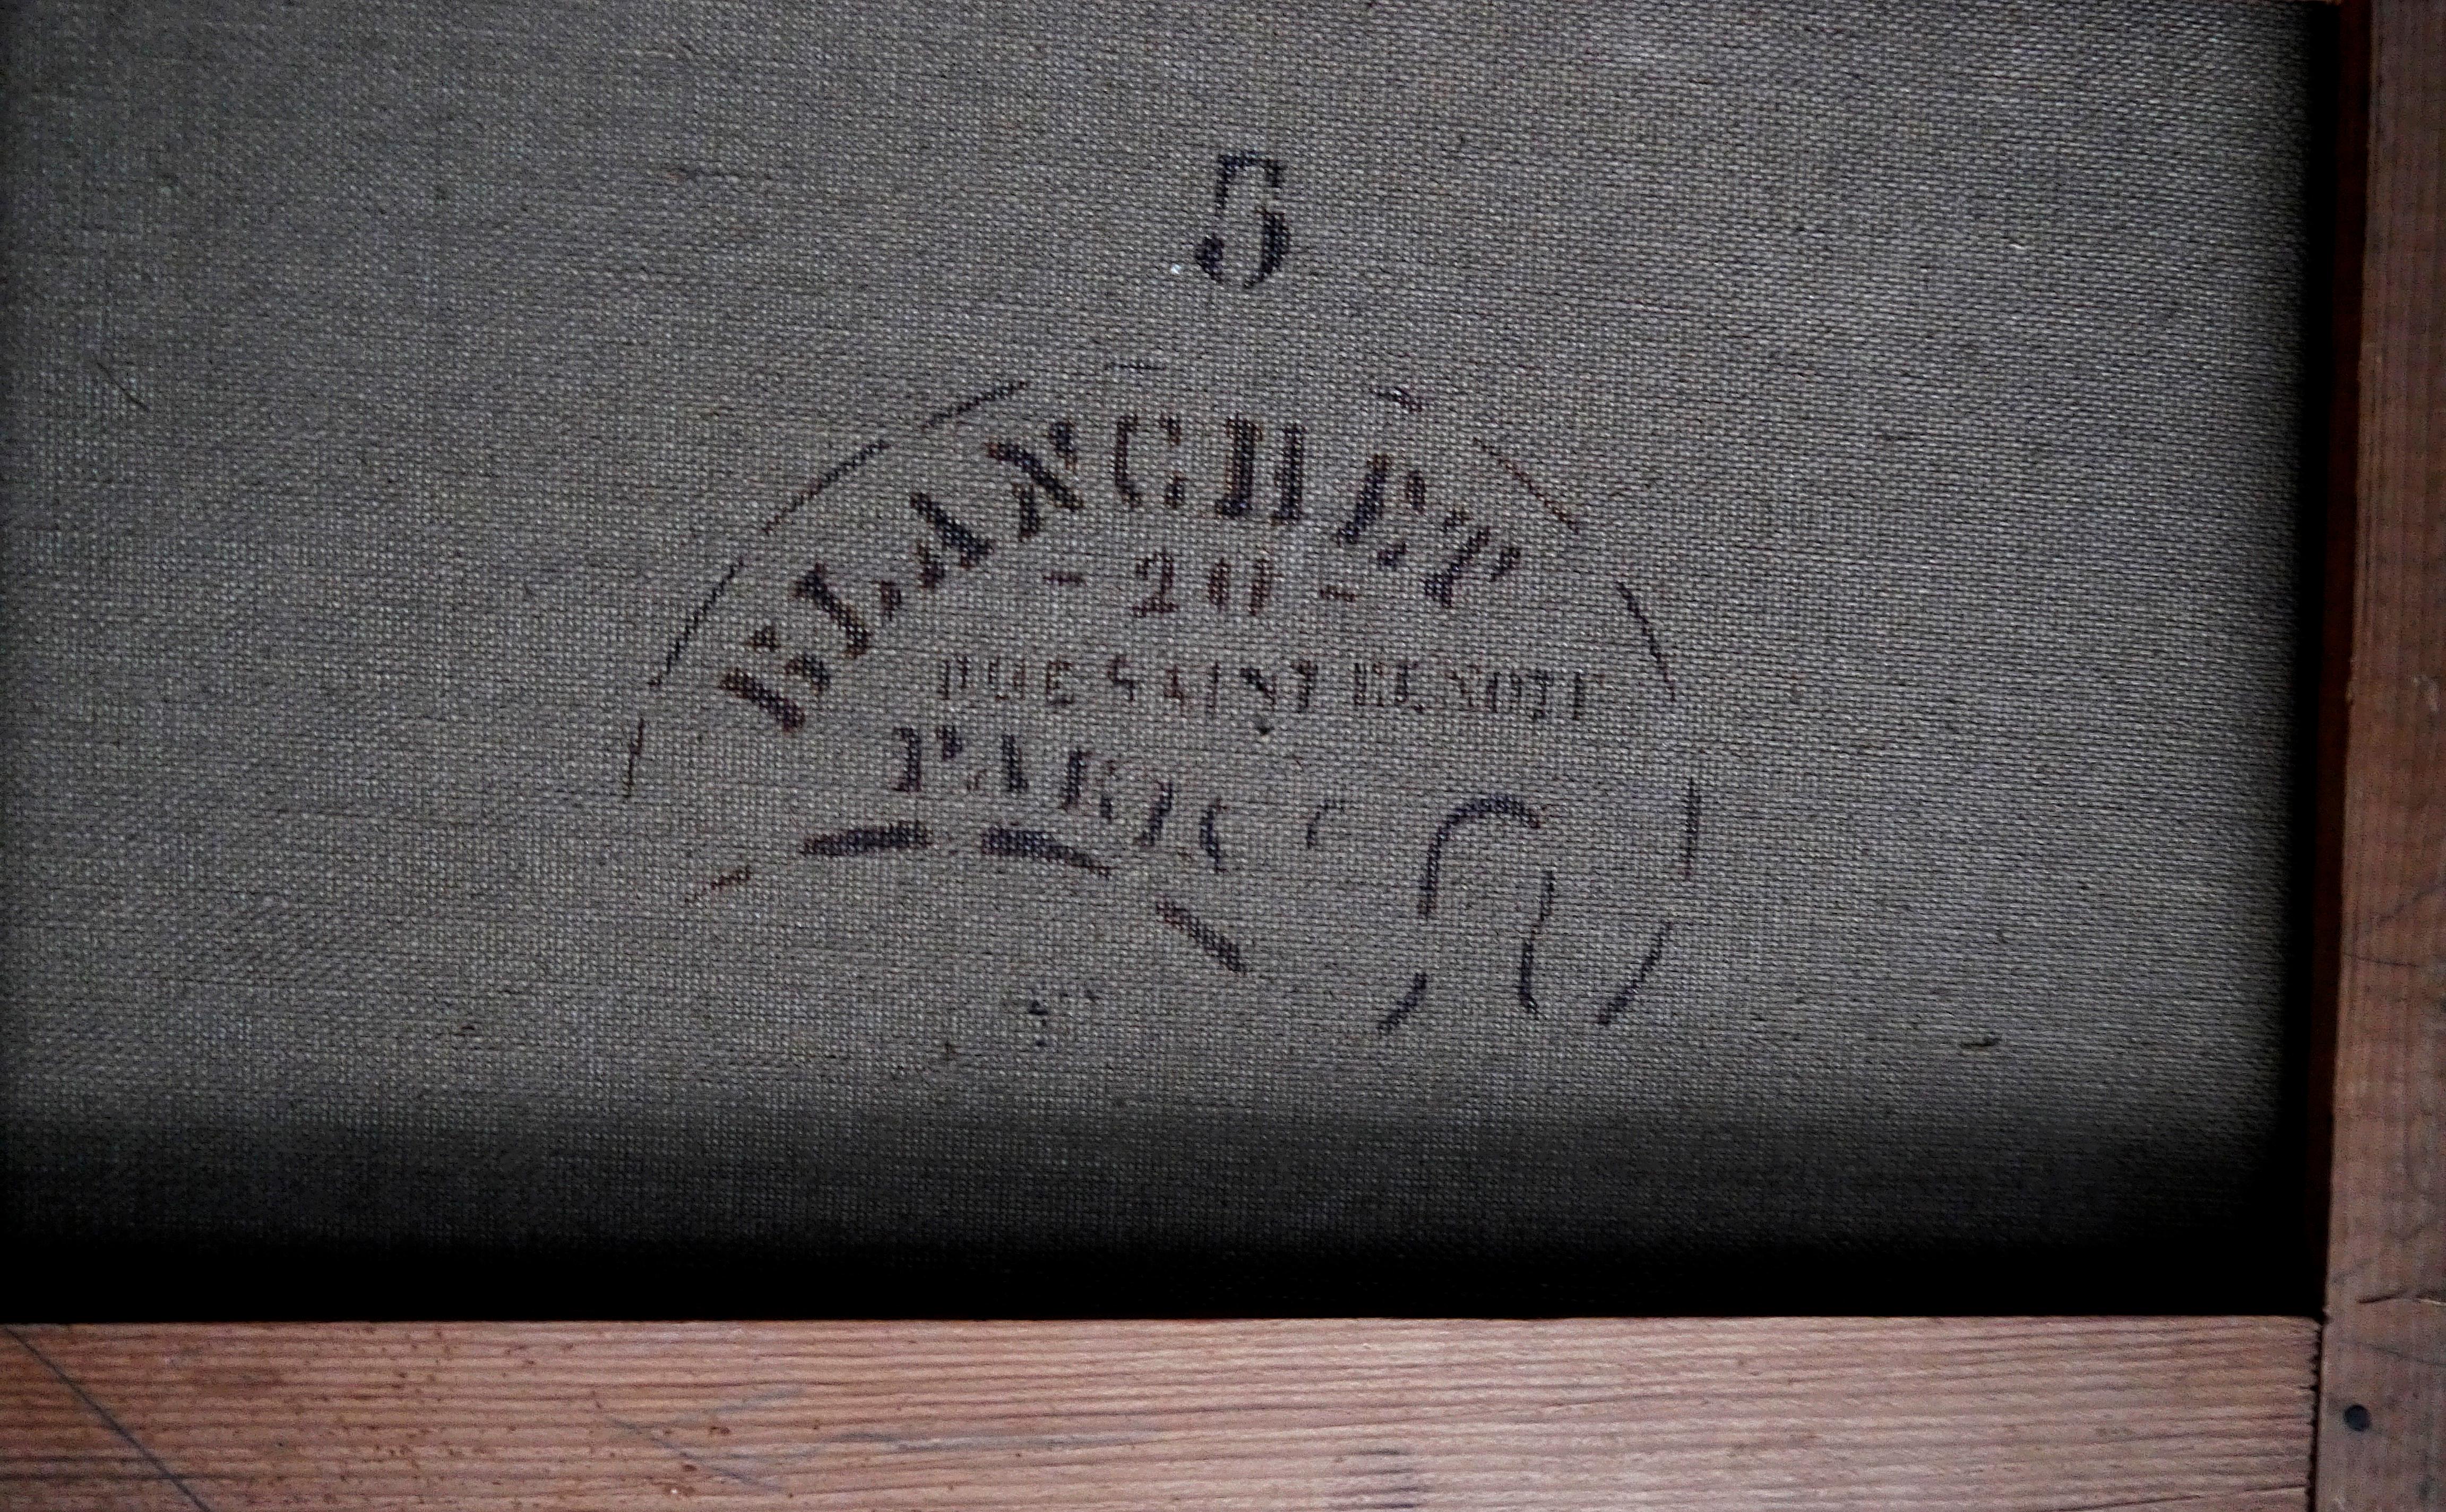 5
BLANCHET
- 20 -
RUE SAINT BENOIT
PARIS